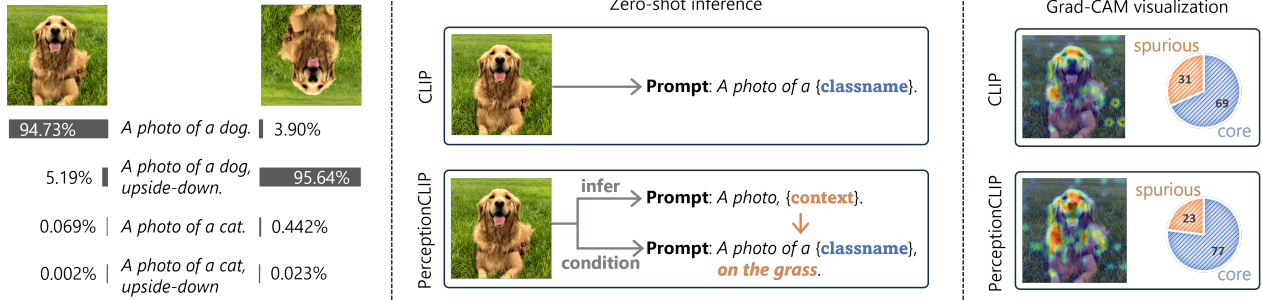 94.73% A photo of a dog. 3.90%
5.19% A photo of a dog, upside-down. 95.64%
0.069% A photo of a cat. 0.442%
0.002% A photo of a cat, upside-down 0.023%
Zero-shot inference
CLIP
Prompt: A photo of a {classname}.
PerceptionCLIP
infer
Prompt: A photo, {context}.
condition
Prompt: A photo of a {classname},
on the grass.
Grad-CAM visualization
CLIP
spurious
31
69
core
PerceptionCLIP
spurious
23
77
core